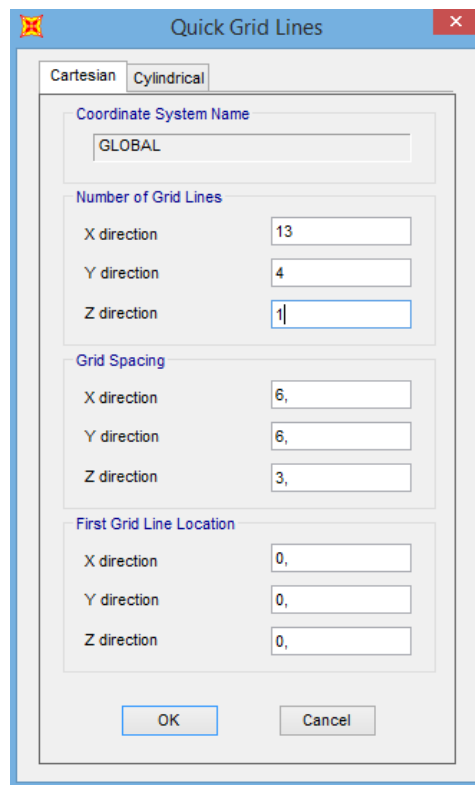 Quick Grid Lines
Cartesian
Cylindrical
Coordinate System Name
GLOBAL
Number of Grid Lines
X direction
13
Y direction
4
Z direction
1
Grid Spacing
X direction
6,
Y direction
6,
Z direction
3,
First Grid Line Location
X direction
0,
Y direction
0,
Z direction
0,
OK
Cancel